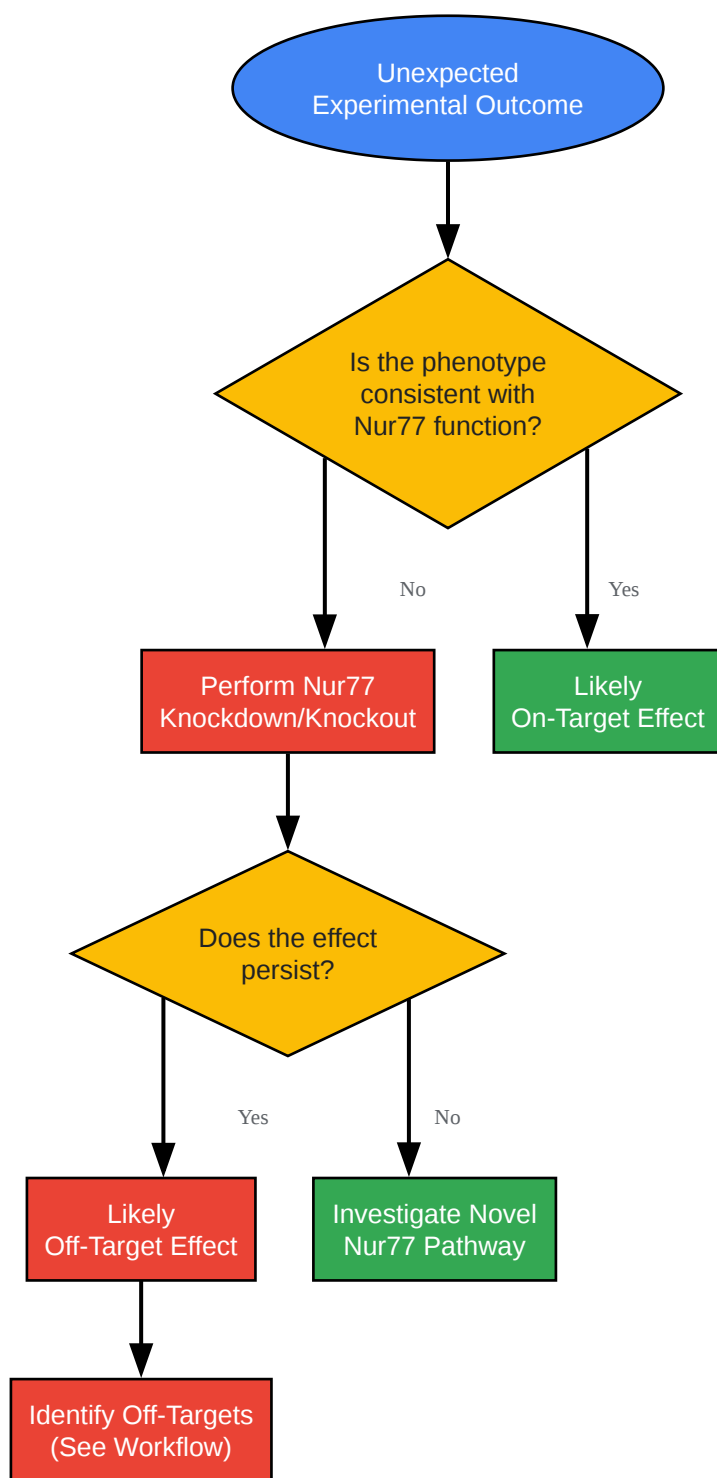 Unexpected
Experimental Outcome
Is the phenotype
consistent with
Nur77 function?
No
Yes
Perform Nur77
Knockdown/Knockout
Likely
On-Target Effect
Does the effect
persist?
Yes
No
Likely
Off-Target Effect
Investigate Novel
Nur77 Pathway
Identify Off-Targets
(See Workflow)